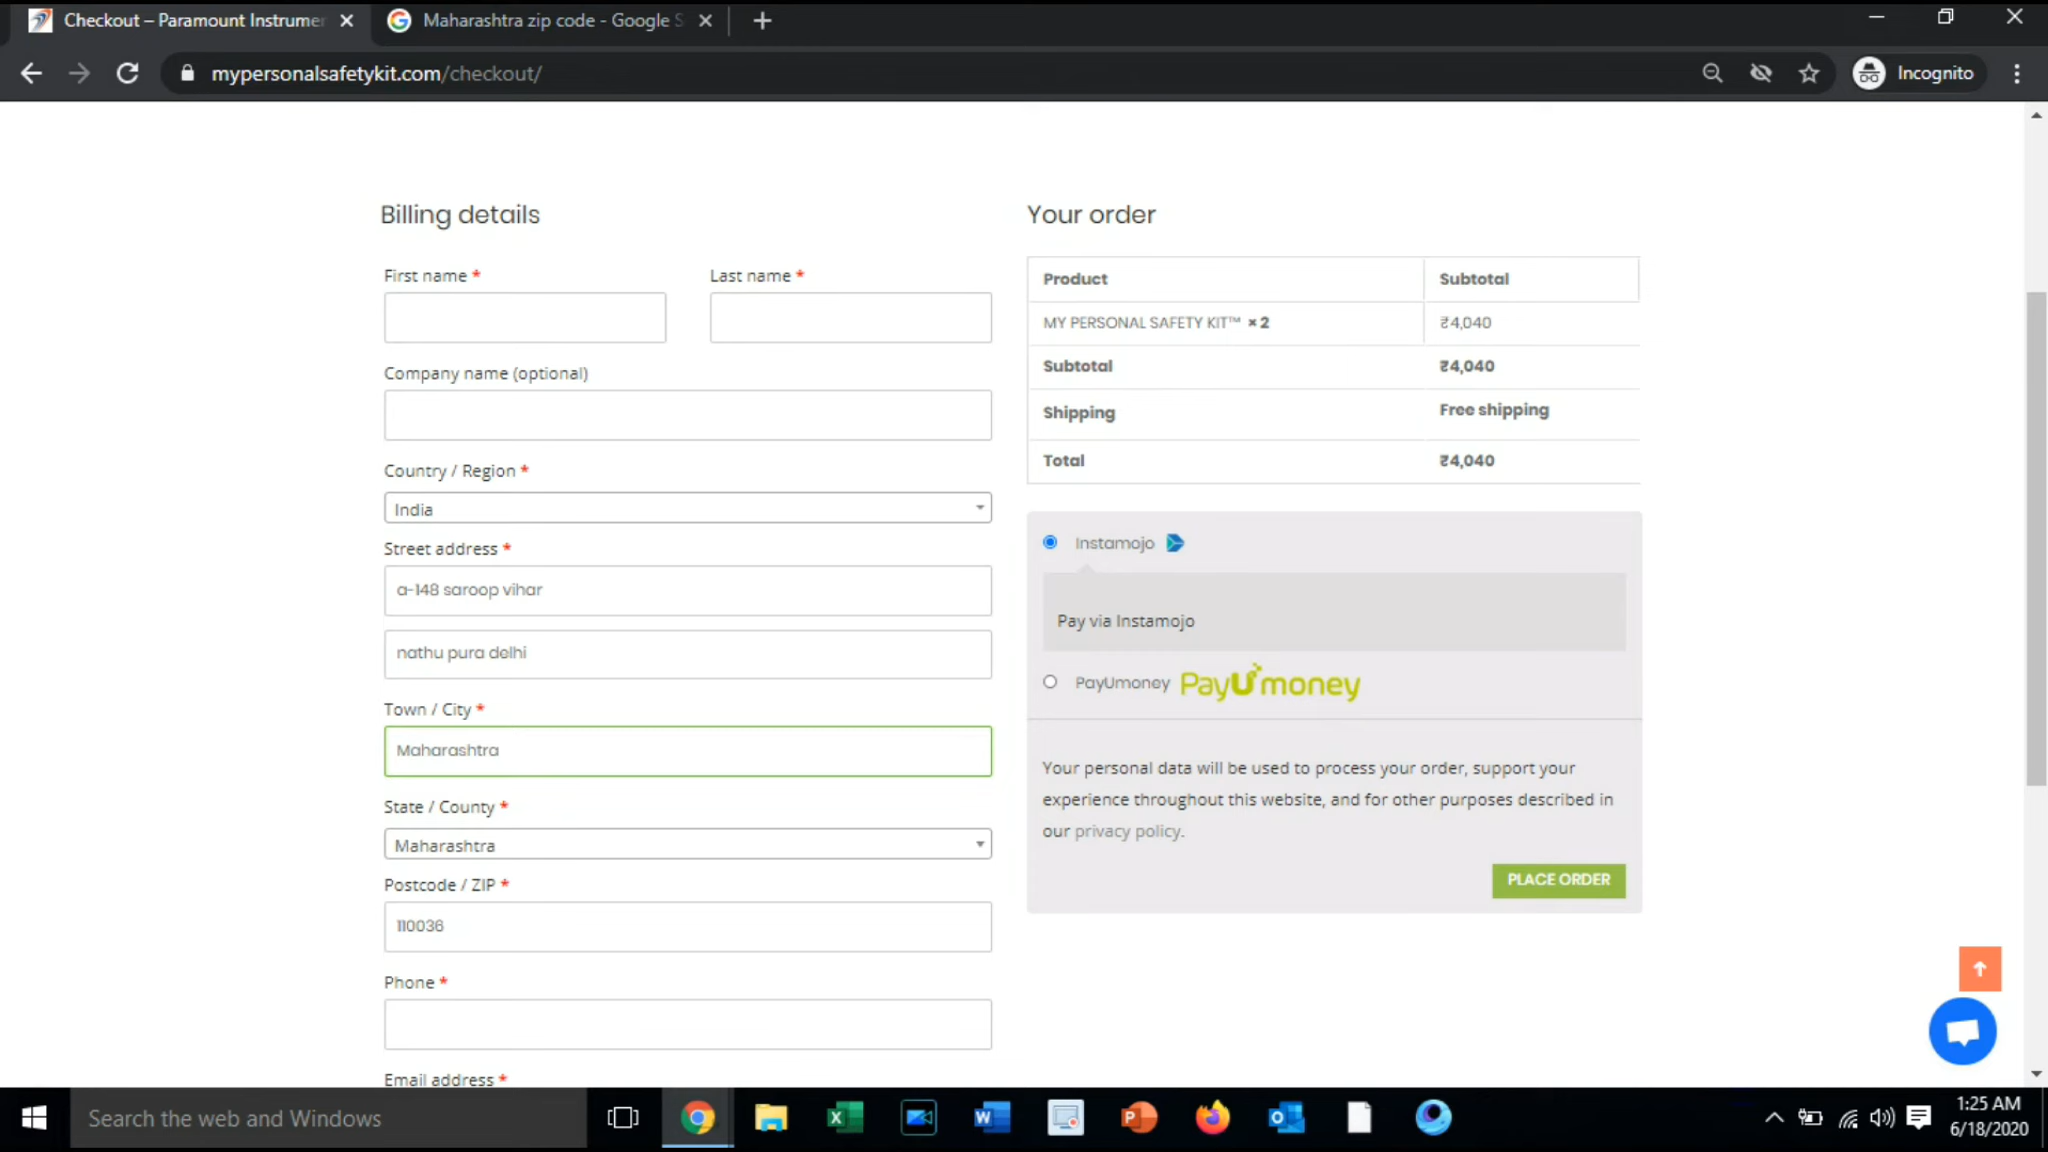 Checkout – Paramount Instrumen
Maharashtra zip code - Google S
mypersonalsafetykit.com/checkout/
Incognito
Billing details
Your order
First name *
Last name *
Company name (optional)
Country / Region *
India
Street address *
a-148 saroop vihar
nathu pura delhi
Town / City *
Maharashtra
State / County *
Maharashtra
Postcode / ZIP *
110036
Phone *
Email address *
Product Subtotal
MY PERSONAL SAFETY KIT™ × 2 ₹4,040
Subtotal ₹4,040
Shipping Free shipping
Total ₹4,040
Instamojo
Pay via Instamojo
PayUmoney PayUmoney
Your personal data will be used to process your order, support your
experience throughout this website, and for other purposes described in
our privacy policy.
PLACE ORDER
Search the web and Windows
1:25 AM
6/18/2020